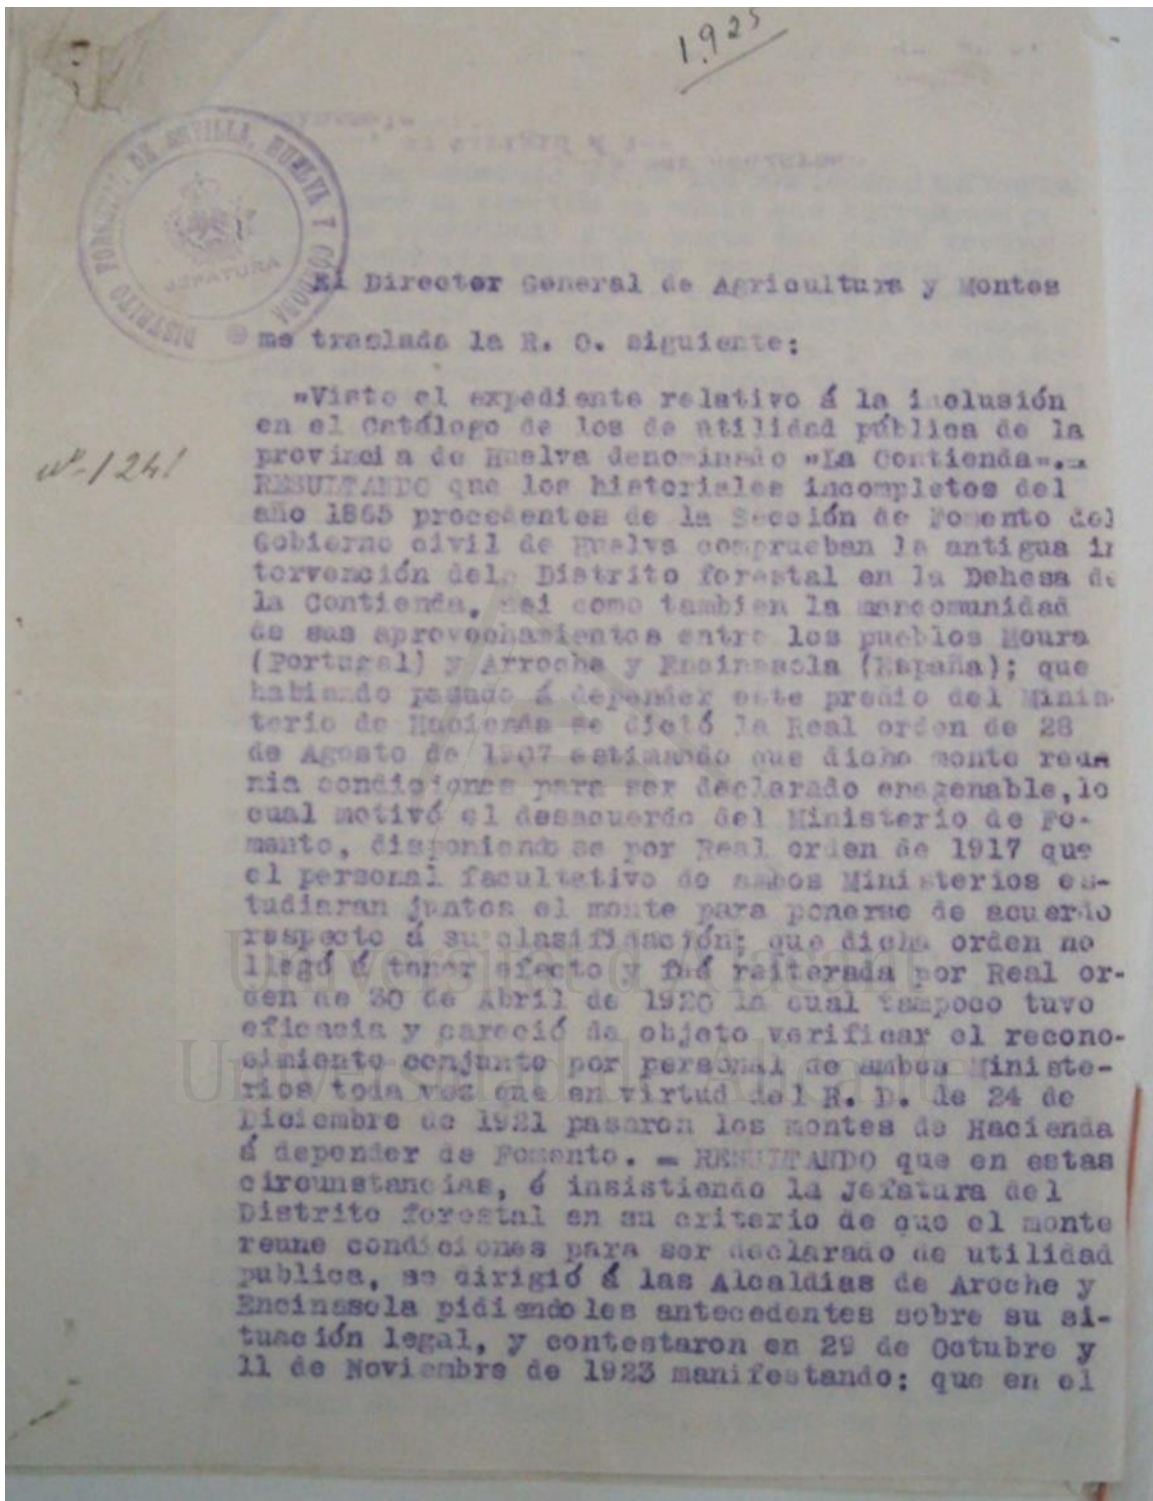 1.925
DISTRITO FORESTAL DE SEVILLA, HUELVA Y CORDOBA
JEFATURA
El Director General de Agricultura y Montes
me traslada la R. O. siguiente:
"Visto el expediente relativo á la inclusión
en el Catálogo de los de utilidad pública de la
provincia de Huelva denominado "La Contienda".-
RESULTANDO que los historiales incompletos del
año 1865 procedentes de la Sección de Fomento del
Gobierno civil de Huelva comprueban la antigua in
tervención del Distrito forestal en la Dehesa de
la Contienda, asi como tambien la mancomunidad
de sus aprovechamientos entre los pueblos Moura
(Portugal) y Arroche y Encinasola (España); que
habiendo pasado á depender este predio del Minis-
terio de Hacienda se dictó la Real orden de 28
de Agosto de 1907 estimando que dicho monte reu
nia condiciones para ser declarado enagenable, lo
cual motivó el desacuerdo del Ministerio de Fo-
mento, disponiendose por Real orden de 1917 que
el personal facultativo de ambos Ministerios es-
tudiaran juntos el monte para ponerse de acuerdo
respecto á su clasificación; que dicha orden no
llegó á tener efecto y fué reiterada por Real or-
den de 30 de Abril de 1920 la cual tampoco tuvo
eficacia y careció de objeto verificar el recono-
cimiento conjunto por personal de ambos Ministe-
rios toda vez que en virtud del R. D. de 24 de
Diciembre de 1921 pasaron los montes de Hacienda
á depender de Fomento. - RESULTANDO que en estas
circunstancias, é insistiendo la Jefatura del
Distrito forestal en su criterio de que el monte
reune condiciones para ser declarado de utilidad
publica, se dirigió á las Alcaldias de Aroche y
Encinasola pidiendoles antecedentes sobre su si-
tuación legal, y contestaron en 29 de Octubre y
11 de Noviembre de 1923 manifestando: que en el
Universitat d'Alacant
Universidad de Alicante